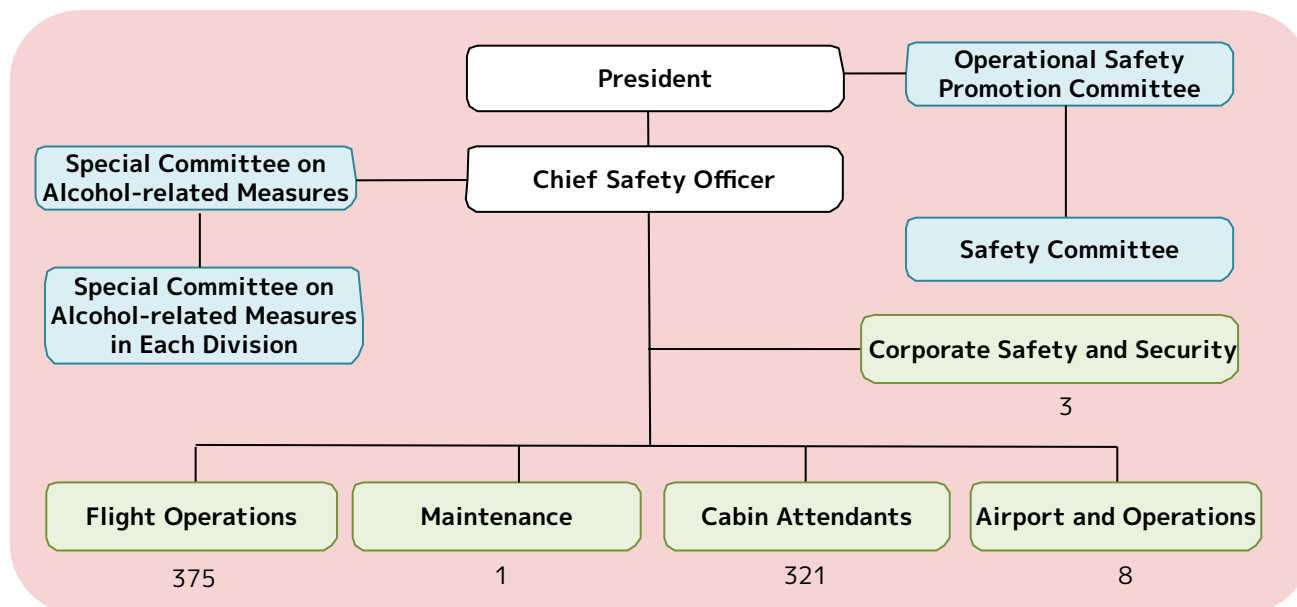 President
Operational Safety
Promotion Committee
Special Committee on
Alcohol-related Measures
Chief Safety Officer
Safety Committee
Special Committee on
Alcohol-related Measures
in Each Division
Corporate Safety and Security
3
Flight Operations
Maintenance
Cabin Attendants
Airport and Operations
375
1
321
8